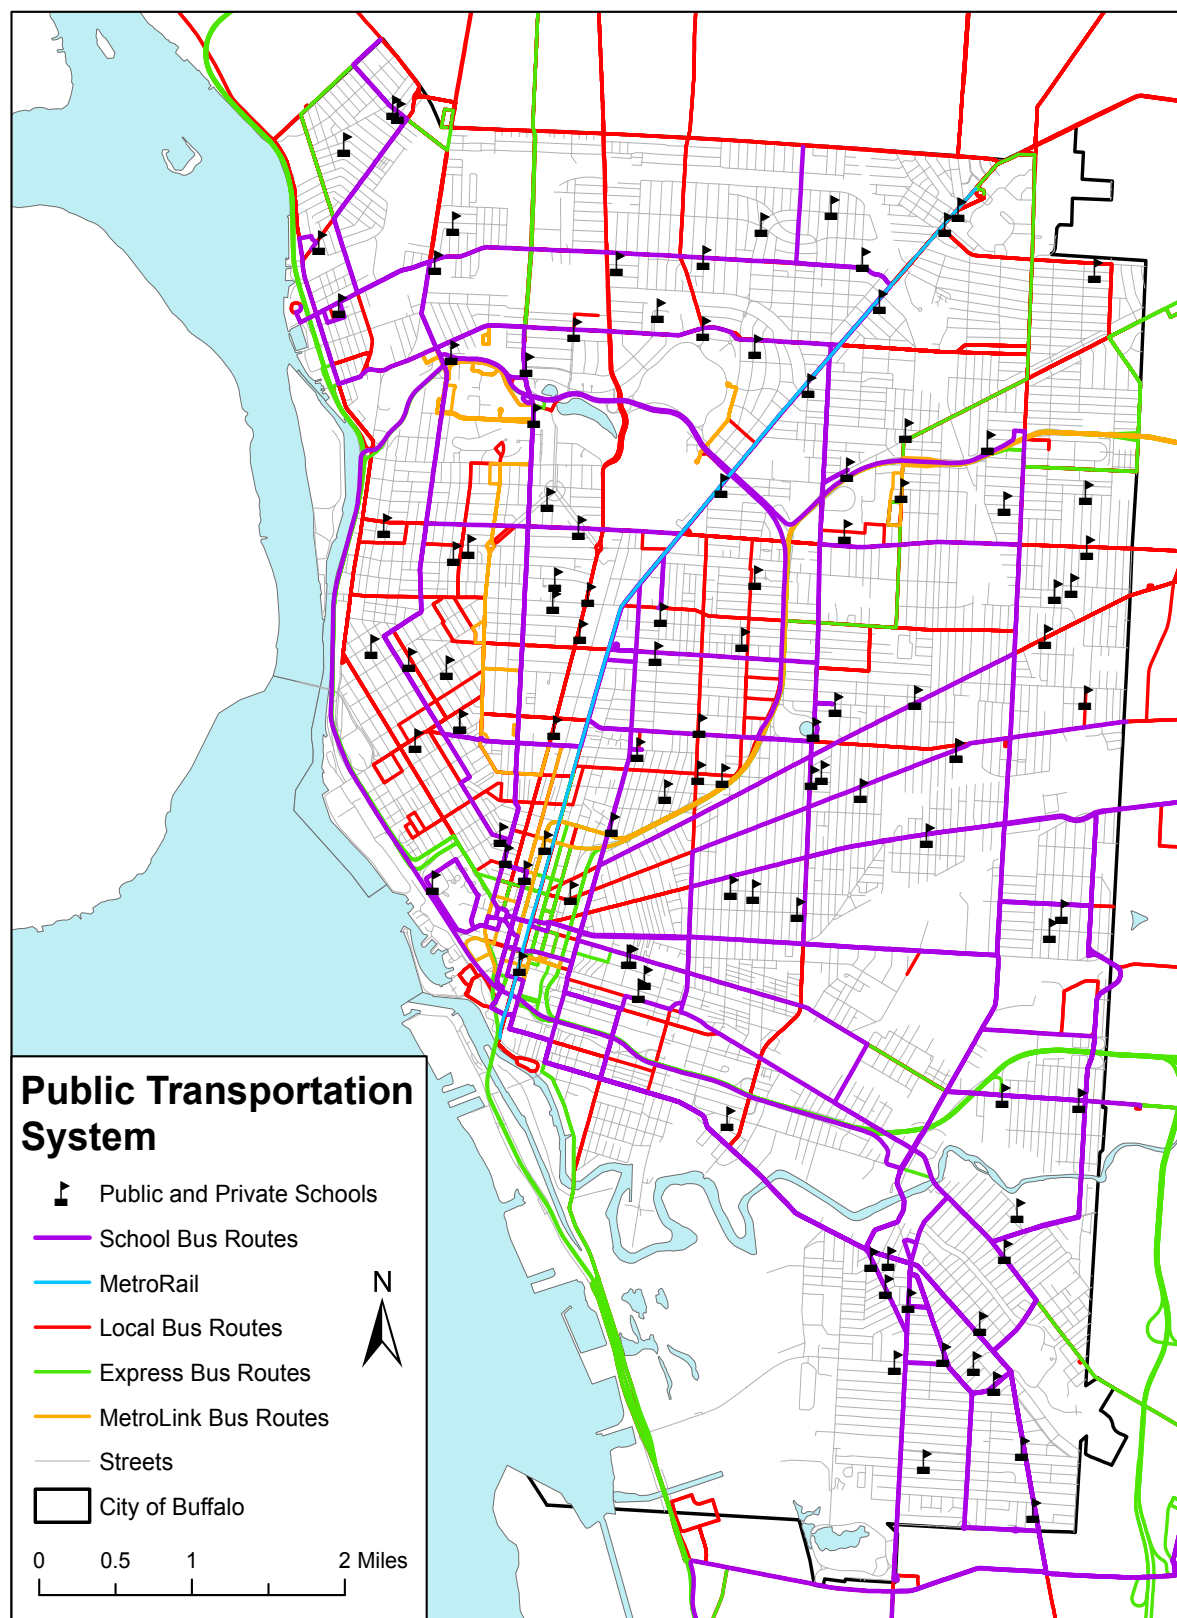 Public Transportation
System
Public and Private Schools
School Bus Routes
MetroRail
N
Local Bus Routes
Express Bus Routes
MetroLink Bus Routes
Streets
City of Buffalo
0 0.5 1 2 Miles